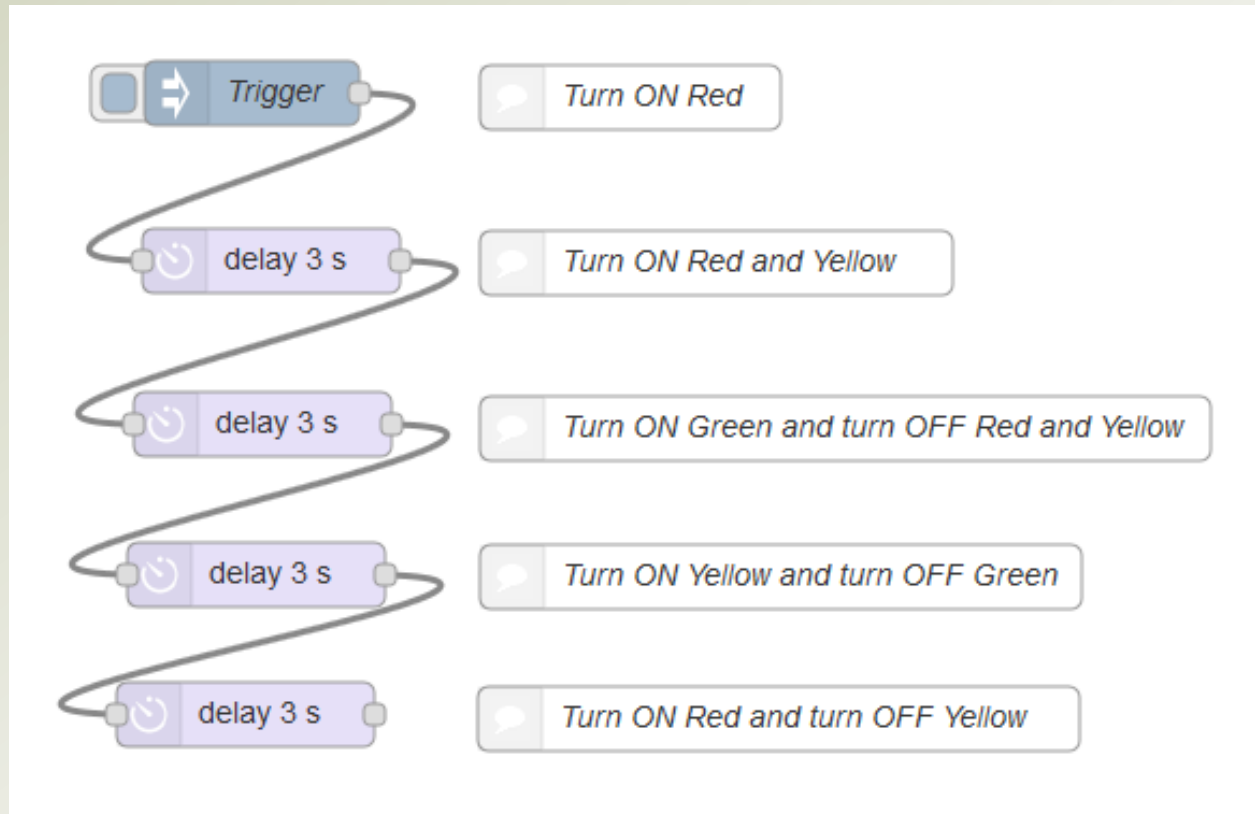 Trigger
Turn ON Red
delay 3 s
Turn ON Red and Yellow
delay 3 s
Turn ON Green and turn OFF Red and Yellow
delay 3 s
Turn ON Yellow and turn OFF Green
delay 3 s
Turn ON Red and turn OFF Yellow